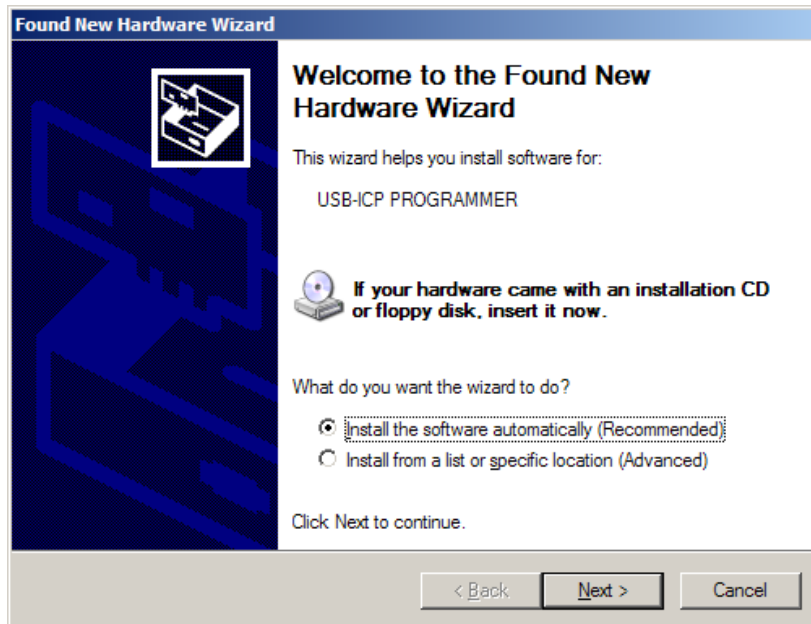 Found New Hardware Wizard
Welcome to the Found New
Hardware Wizard
This wizard helps you install software for:
USB-ICP PROGRAMMER
If your hardware came with an installation CD
or floppy disk, insert it now.
What do you want the wizard to do?
Install the software automatically (Recommended)
Install from a list or specific location (Advanced)
Click Next to continue.
< Back
Next >
Cancel